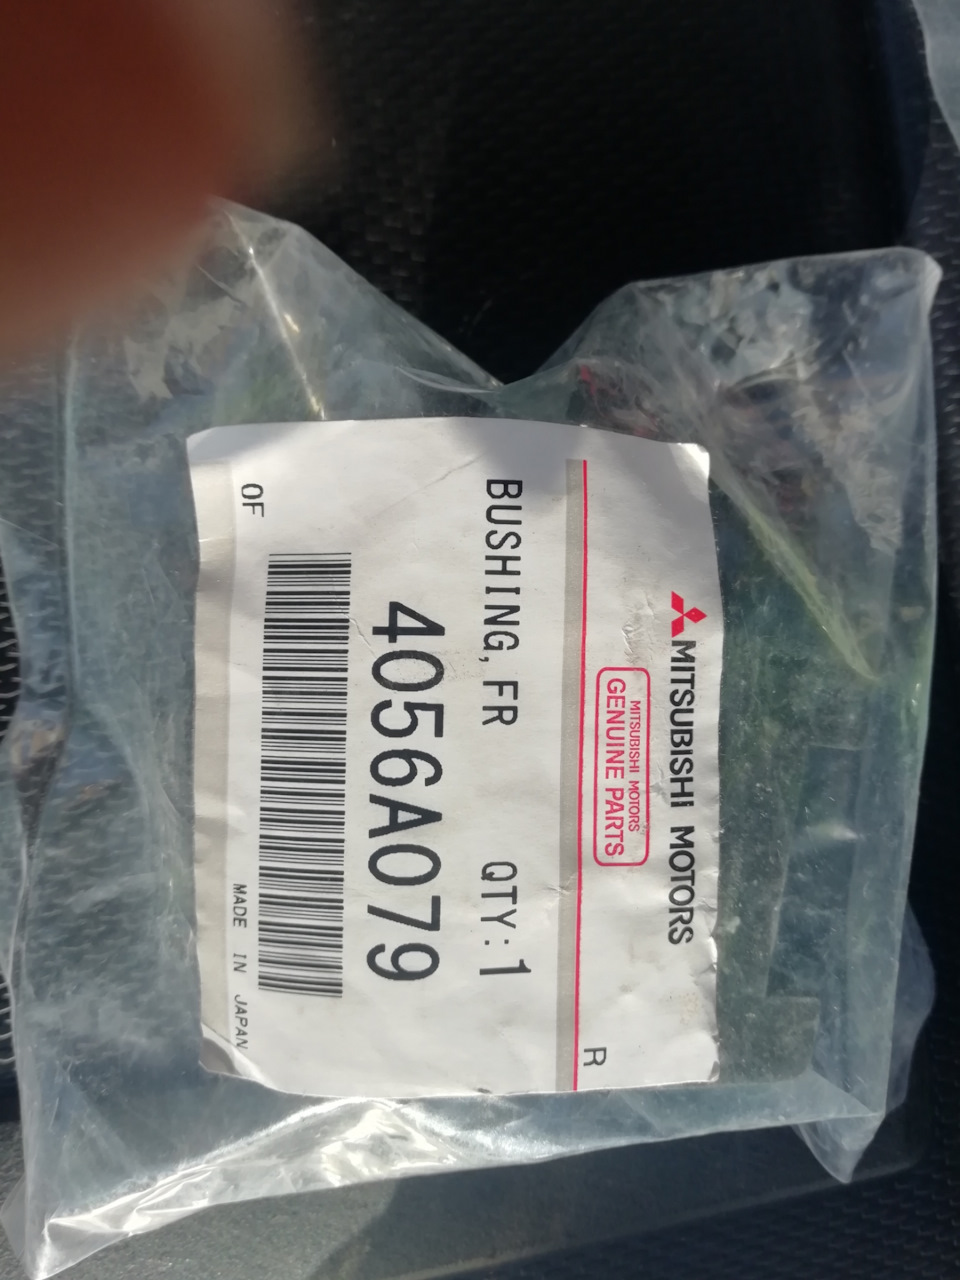 MITSUBISHI MOTORS
MITSUBISHI MOTORS
GENUINE PARTS
R
BUSHING, FR QTY:1
4056A079
OF
MADE IN JAPAN